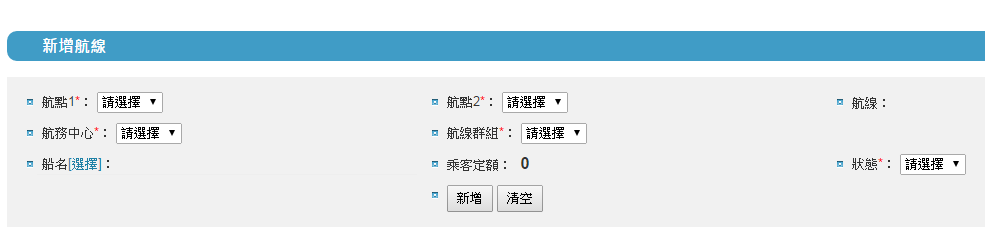 新增航線
航點1*： 請選擇 航點2*： 請選擇 航線：
航務中心*： 請選擇 航線群組*： 請選擇
船名[選擇]： 乘客定額： 0 狀態*： 請選擇
新增 清空